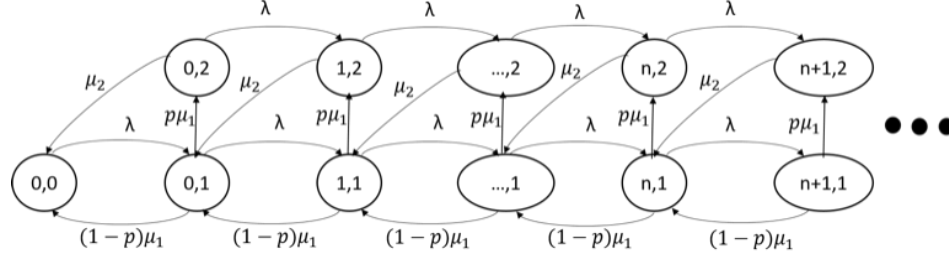 λ λ λ λ
0,2 1,2 ...,2 n,2 n+1,2
μ₂ μ₂ μ₂ μ₂ μ₂
pμ₁ pμ₁ pμ₁ pμ₁ pμ₁
λ λ λ λ λ
0,0 0,1 1,1 ...,1 n,1 n+1,1
(1 − p)μ₁ (1 − p)μ₁ (1 − p)μ₁ (1 − p)μ₁ (1 − p)μ₁